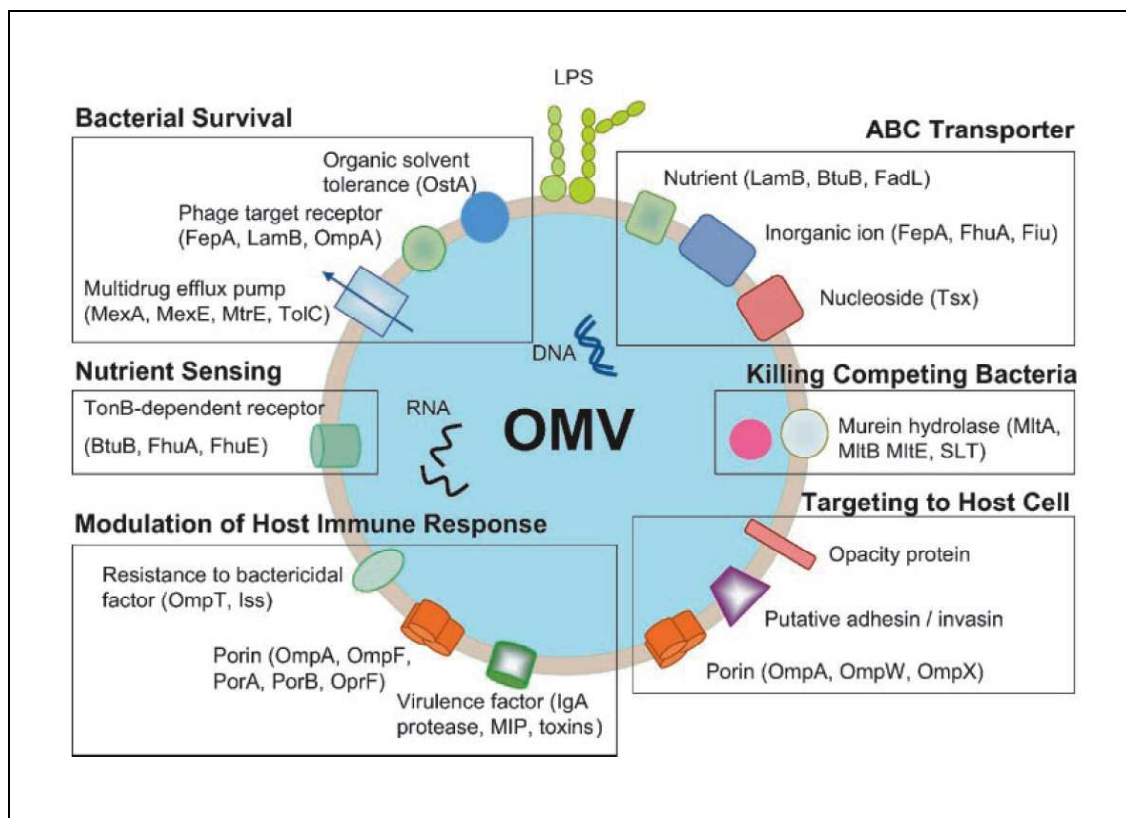 LPS
Bacterial Survival
Organic solvent
tolerance (OstA)
Phage target receptor
(FepA, LamB, OmpA)
Multidrug efflux pump
(MexA, MexE, MtrE, TolC)
ABC Transporter
Nutrient (LamB, BtuB, FadL)
Inorganic ion (FepA, FhuA, Fiu)
Nucleoside (Tsx)
DNA
Nutrient Sensing
TonB-dependent receptor
(BtuB, FhuA, FhuE)
RNA
OMV
Killing Competing Bacteria
Murein hydrolase (MltA,
MltB MltE, SLT)
Modulation of Host Immune Response
Resistance to bactericidal
factor (OmpT, Iss)
Porin (OmpA, OmpF,
PorA, PorB, OprF)
Virulence factor (IgA
protease, MIP, toxins)
Targeting to Host Cell
Opacity protein
Putative adhesin / invasin
Porin (OmpA, OmpW, OmpX)